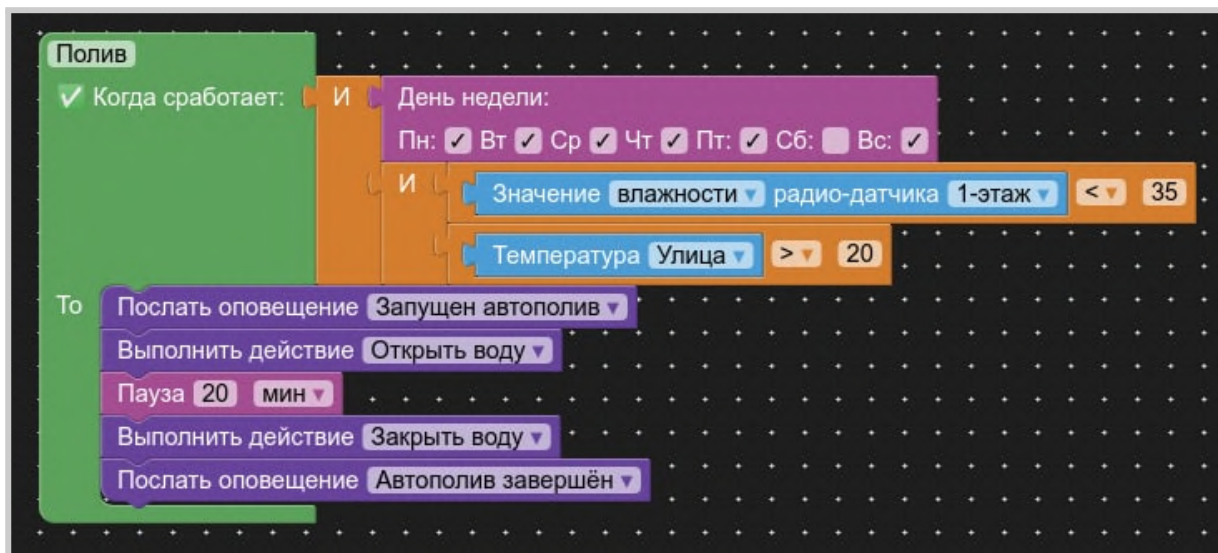 Полив
Когда сработает: И День недели:
Пн: Вт Ср Чт Пт: Сб: Вс:
И Значение влажности радио-датчика 1-этаж < 35
Температура Улица > 20
То Послать оповещение Запущен автополив
Выполнить действие Открыть воду
Пауза 20 мин
Выполнить действие Закрыть воду
Послать оповещение Автополив завершён